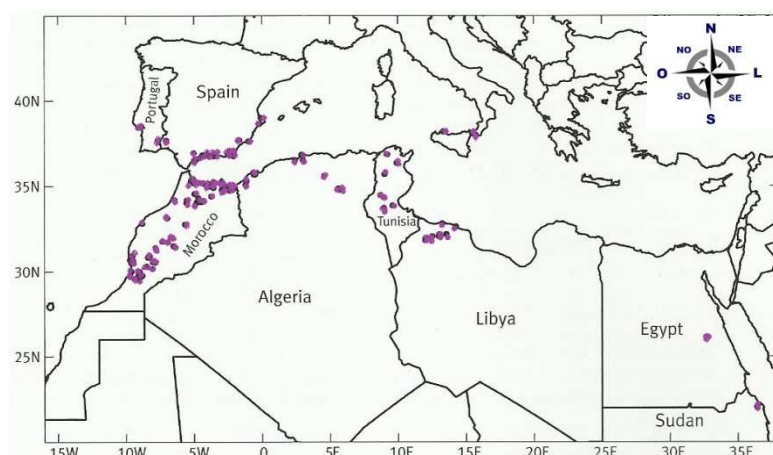 N
NO NE
O L
SO SE
S
40N
35N
30N
25N
Portugal
Spain
Morocco
Algeria
Tunisia
Libya
Egypt
Sudan
15W 10W 5W 0 5E 10E 15E 20E 25E 30E 35E